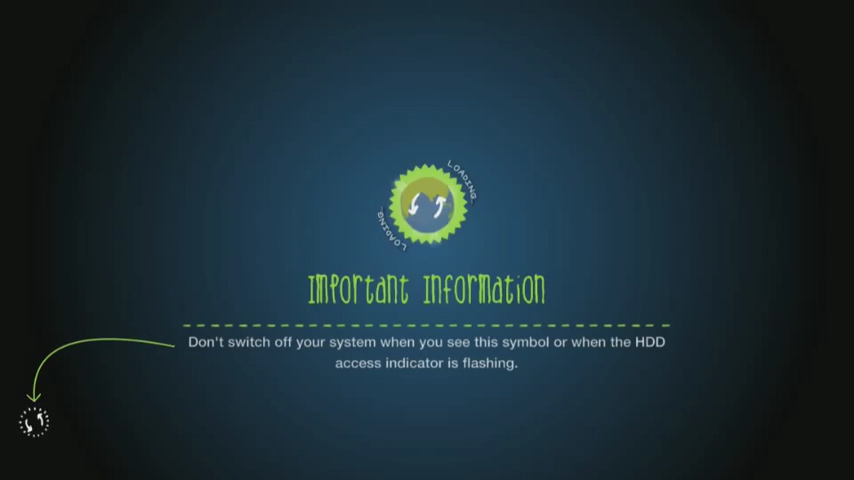 LOADING.
LOADING.
Important Information
Don't switch off your system when you see this symbol or when the HDD
access indicator is flashing.